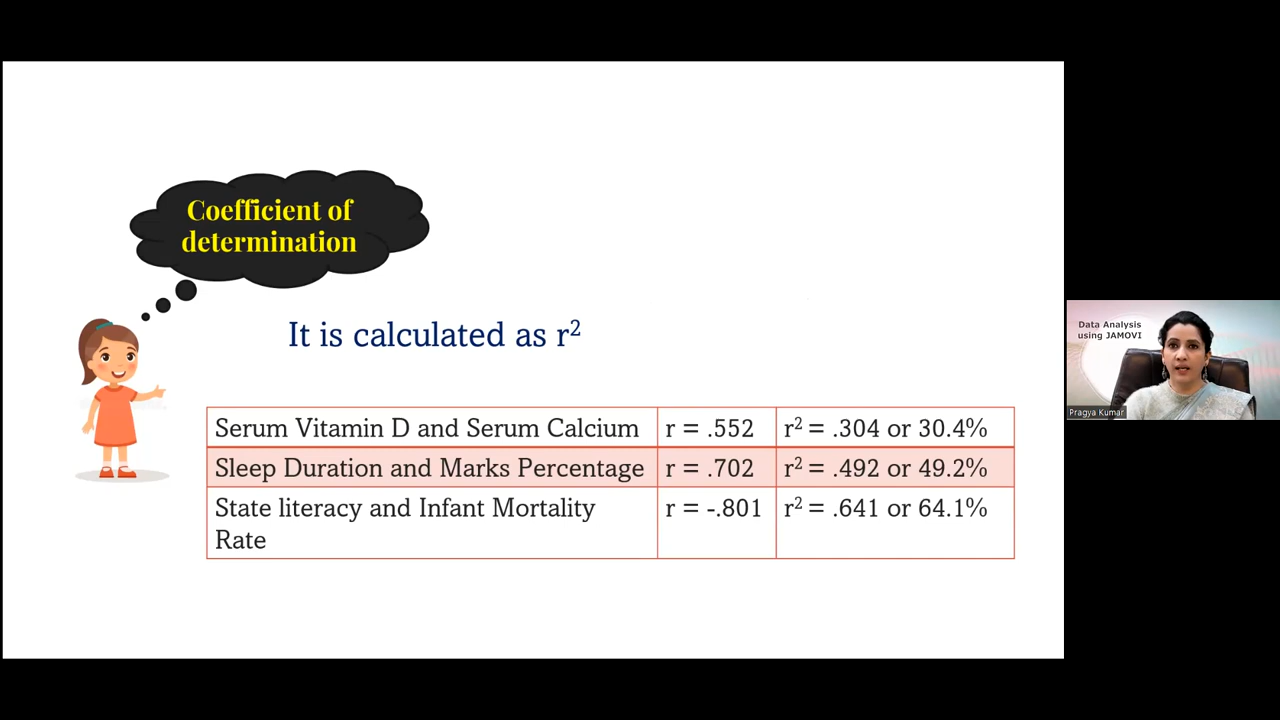 Coefficient of
determination
It is calculated as r²
Serum Vitamin D and Serum Calcium r = .552 r² = .304 or 30.4%
Sleep Duration and Marks Percentage r = .702 r² = .492 or 49.2%
State literacy and Infant Mortality r = -.801 r² = .641 or 64.1%
Rate
Data Analysis
using JAMOVI
Pragya Kumar